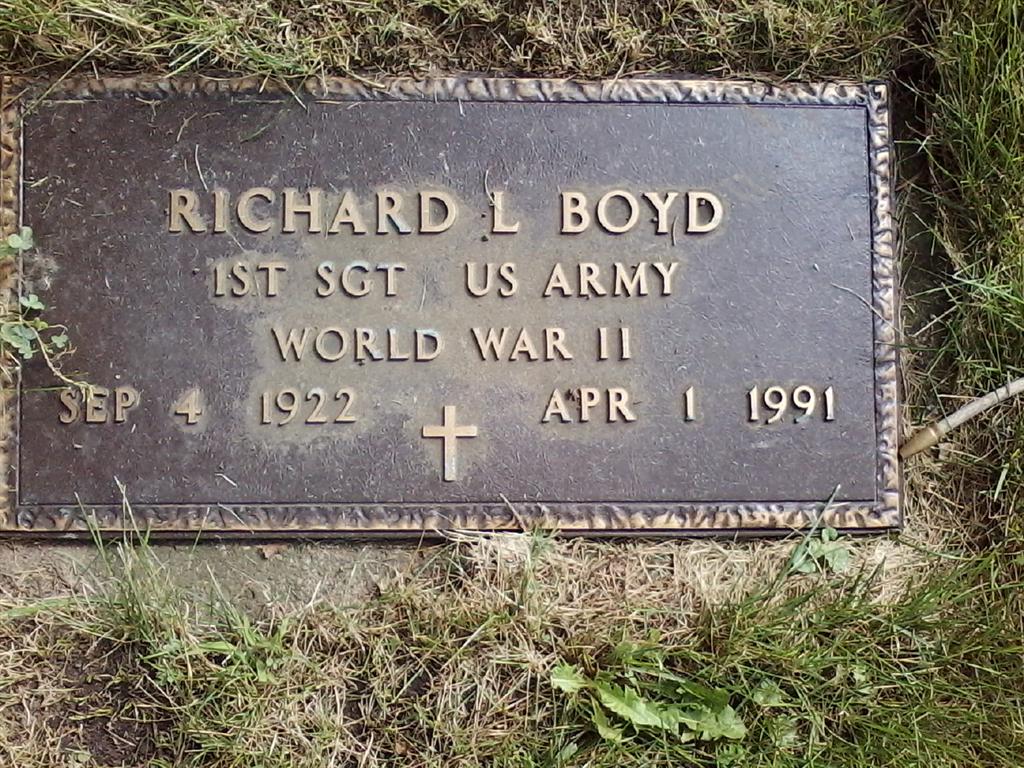 RICHARD L BOYD
1ST SGT US ARMY
WORLD WAR II
SEP 4 1922 APR 1 1991